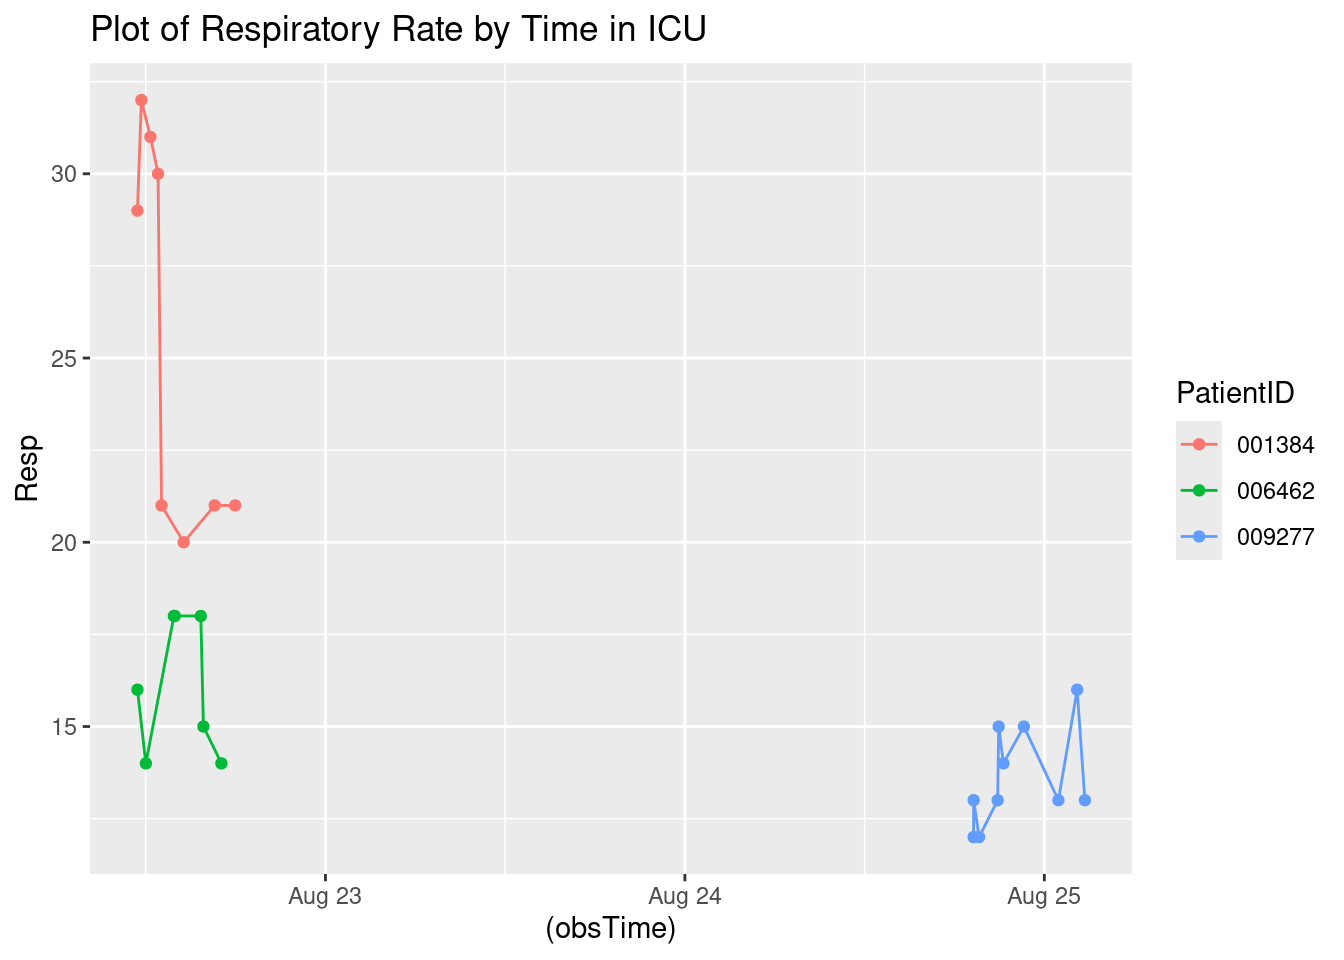 Plot of Respiratory Rate by Time in ICU
30
25
20
15
Resp
Aug 23
Aug 24
Aug 25
(obsTime)
PatientID
001384
006462
009277